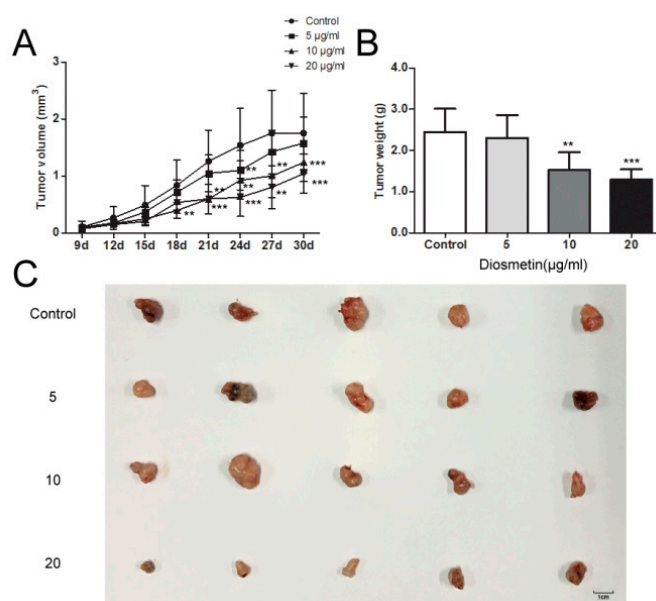 A
Control
5 µg/ml
10 µg/ml
20 µg/ml
Tumor volume (mm³)
3
2
1
0
**
**
***
**
***
**
**
**
***
***
9d 12d 15d 18d 21d 24d 27d 30d
B
Tumor weight (g)
4.0
3.0
2.0
1.0
0.0
**
***
Control 5 10 20
Diosmetin(µg/ml)
C
Control
5
10
20
1cm